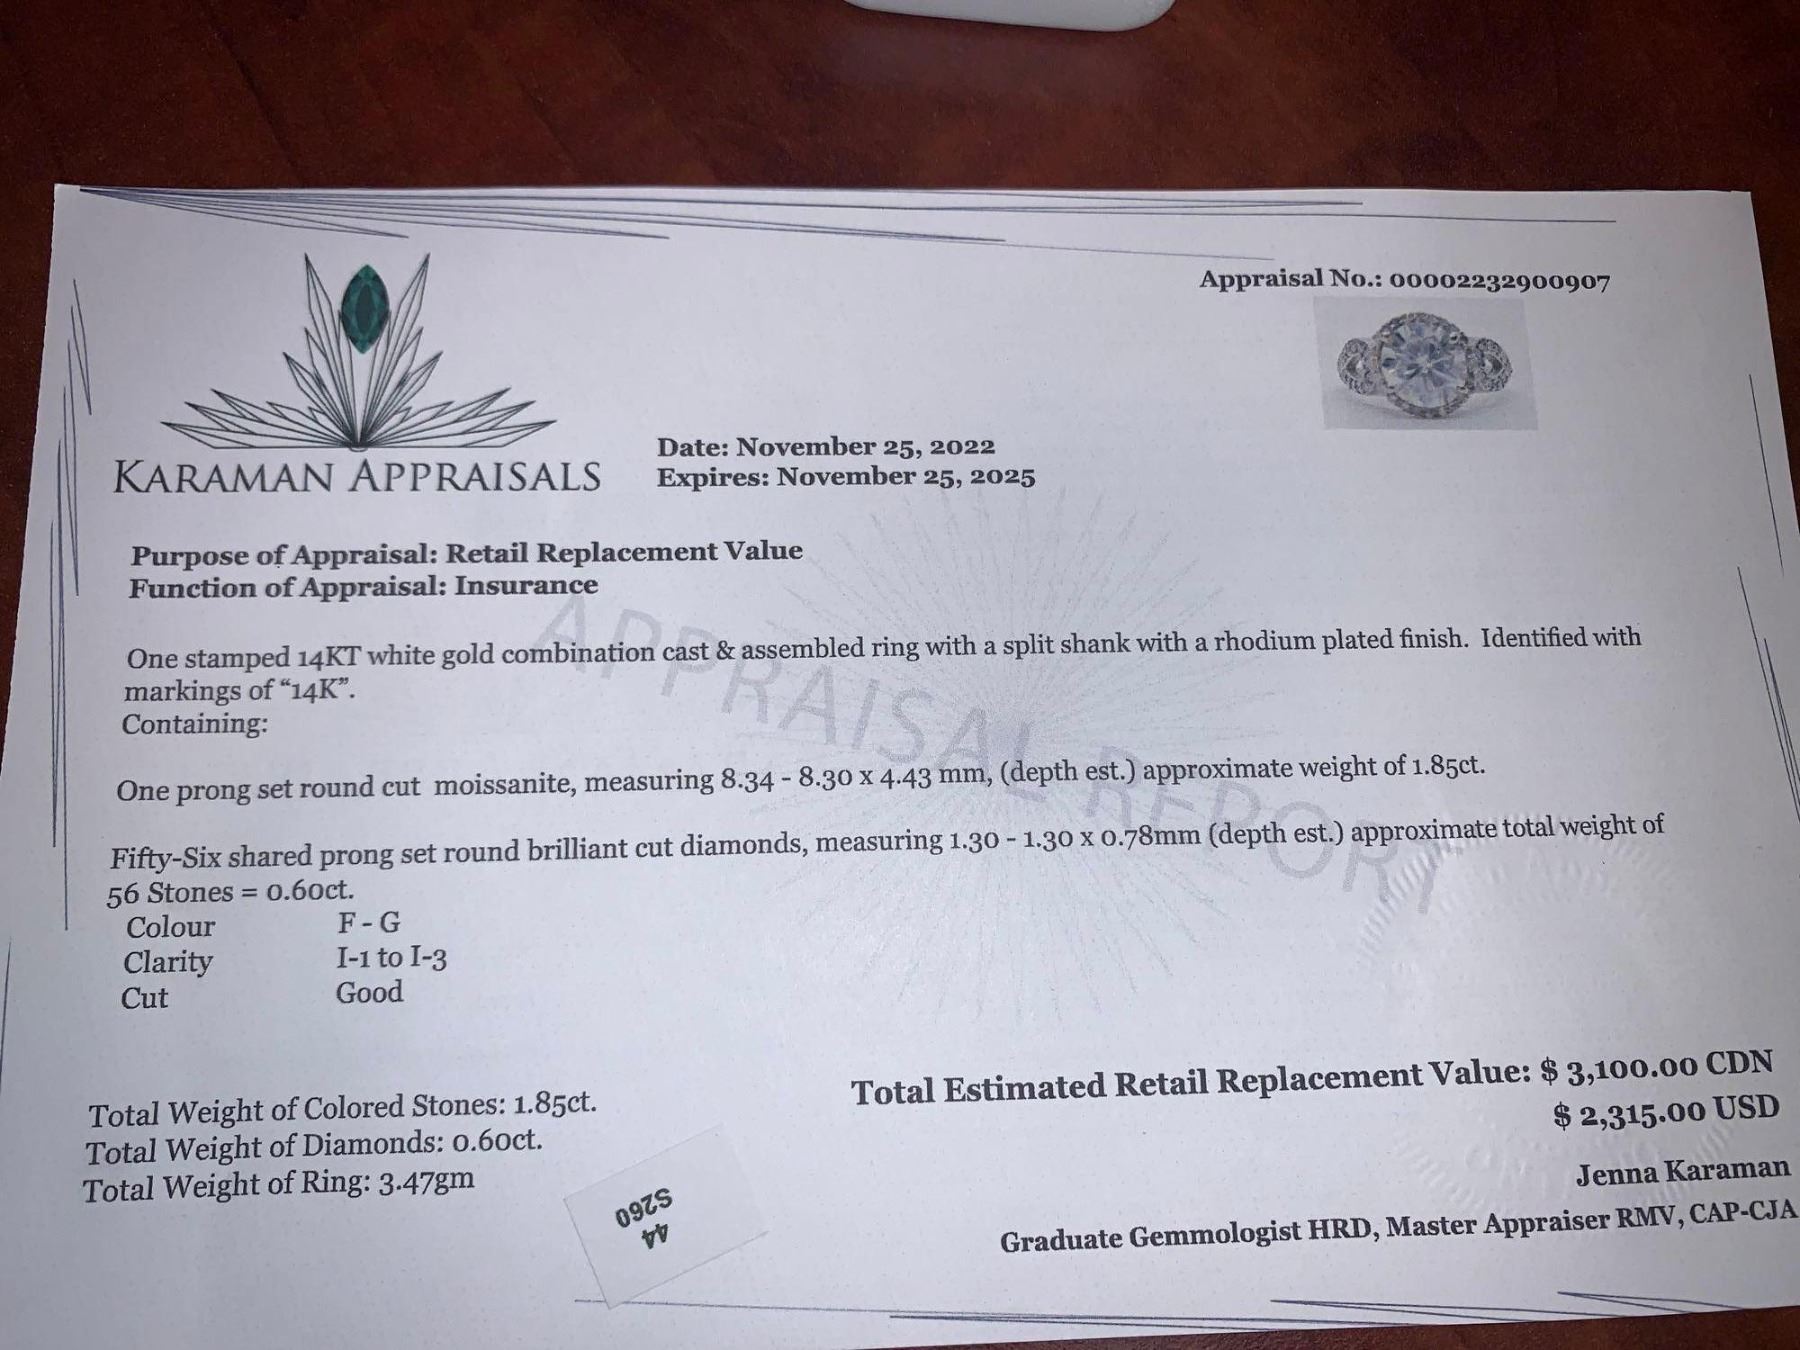 Appraisal No.: 00002232900907
KARAMAN APPRAISALS
Date: November 25, 2022
Expires: November 25, 2025
Purpose of Appraisal: Retail Replacement Value
Function of Appraisal: Insurance
One stamped 14KT white gold combination cast & assembled ring with a split shank with a rhodium plated finish. Identified with
markings of “14K”.
Containing:
One prong set round cut moissanite, measuring 8.34 - 8.30 x 4.43 mm, (depth est.) approximate weight of 1.85ct.
Fifty-Six shared prong set round brilliant cut diamonds, measuring 1.30 - 1.30 x 0.78mm (depth est.) approximate total weight of
56 Stones = 0.60ct.
Colour F - G
Clarity I-1 to I-3
Cut Good
APPRAISAL REPORT
Total Weight of Colored Stones: 1.85ct.
Total Weight of Diamonds: 0.60ct.
Total Weight of Ring: 3.47gm
Total Estimated Retail Replacement Value: $ 3,100.00 CDN
$ 2,315.00 USD
Jenna Karaman
Graduate Gemmologist HRD, Master Appraiser RMV, CAP-CJA
AA
S260